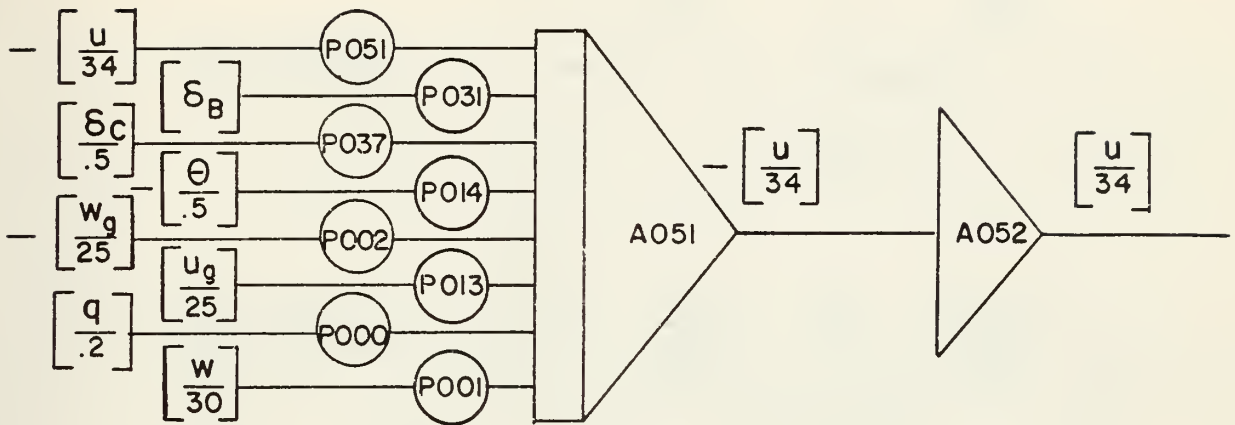 − [u/34] P051
[δB] P031
[δC/.5] P037
− [θ/.5] P014
− [wg/25] P002
[ug/25] P013
[q/.2] P000
[w/30] P001
A051
− [u/34]
A052
[u/34]